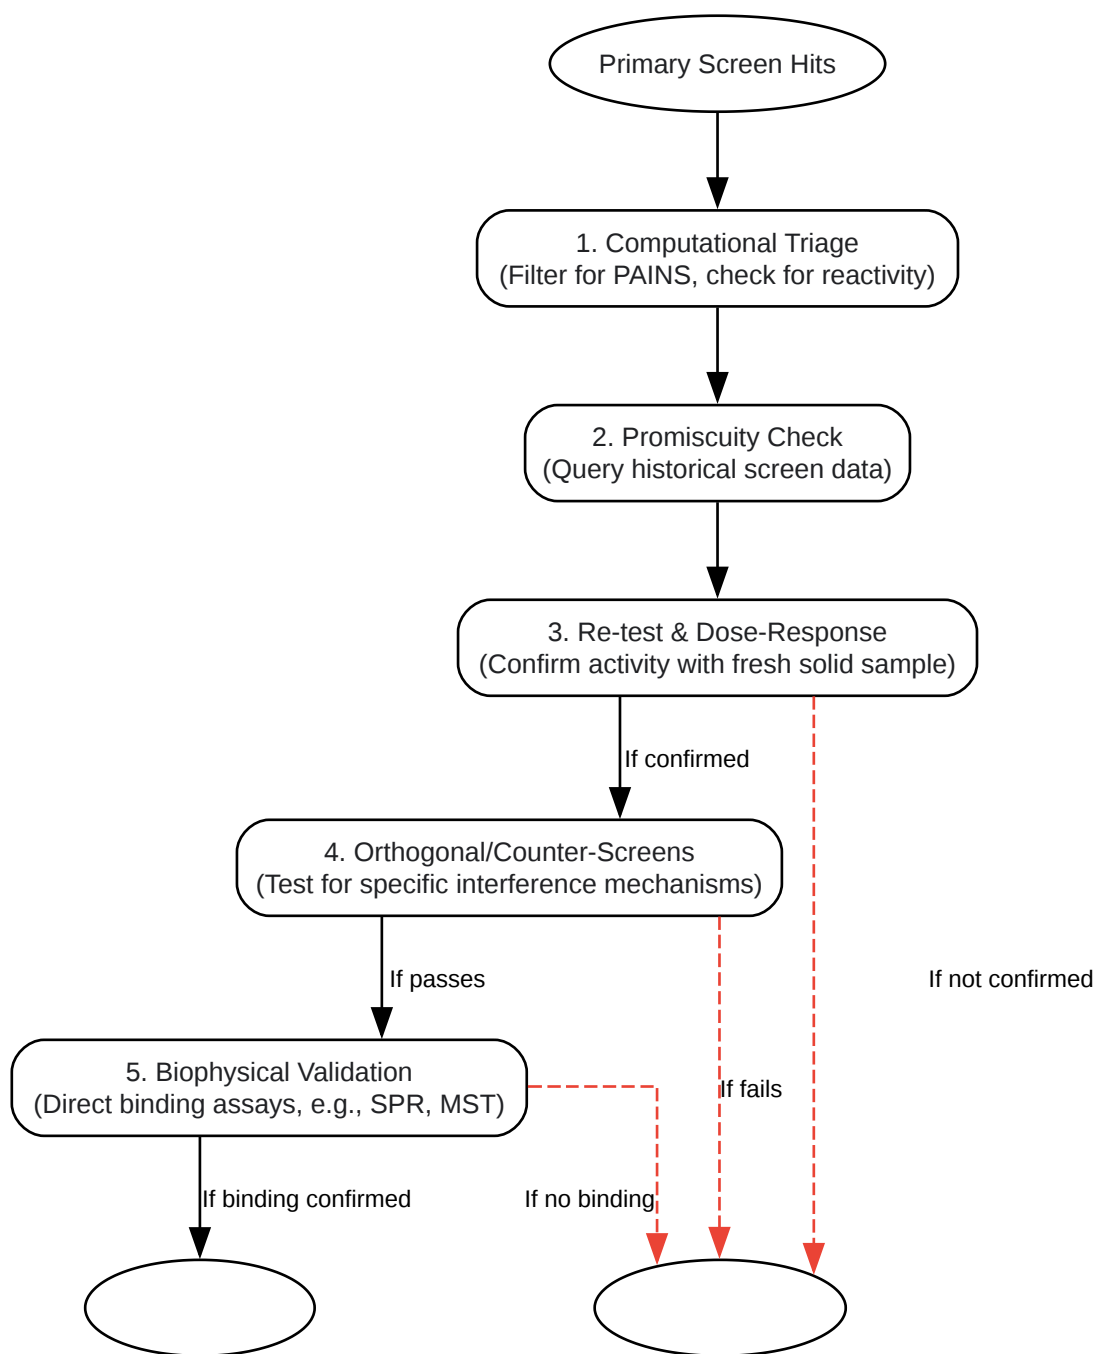 Primary Screen Hits
1. Computational Triage
(Filter for PAINS, check for reactivity)
2. Promiscuity Check
(Query historical screen data)
3. Re-test & Dose-Response
(Confirm activity with fresh solid sample)
If confirmed
4. Orthogonal/Counter-Screens
(Test for specific interference mechanisms)
If passes
If not confirmed
5. Biophysical Validation
(Direct binding assays, e.g., SPR, MST)
If fails
If binding confirmed
If no binding